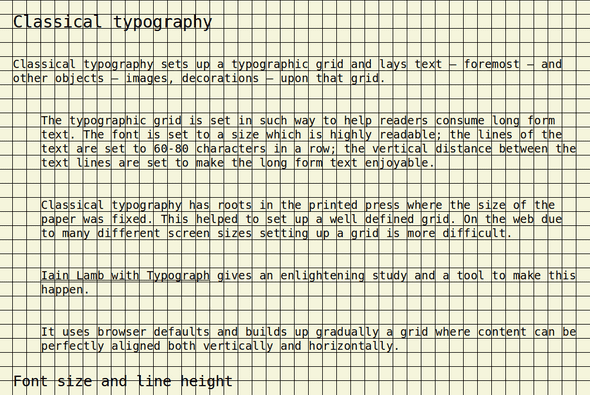 Classical typography
Classical typography sets up a typographic grid and lays text — foremost — and
other objects — images, decorations — upon that grid.
The typographic grid is set in such way to help readers consume long form
text. The font is set to a size which is highly readable; the lines of the
text are set to 60-80 characters in a row; the vertical distance between the
text lines are set to make the long form text enjoyable.
Classical typography has roots in the printed press where the size of the
paper was fixed. This helped to set up a well defined grid. On the web due
to many different screen sizes setting up a grid is more difficult.
Iain Lamb with Typograph gives an enlightening study and a tool to make this
happen.
It uses browser defaults and builds up gradually a grid where content can be
perfectly aligned both vertically and horizontally.
Font size and line height